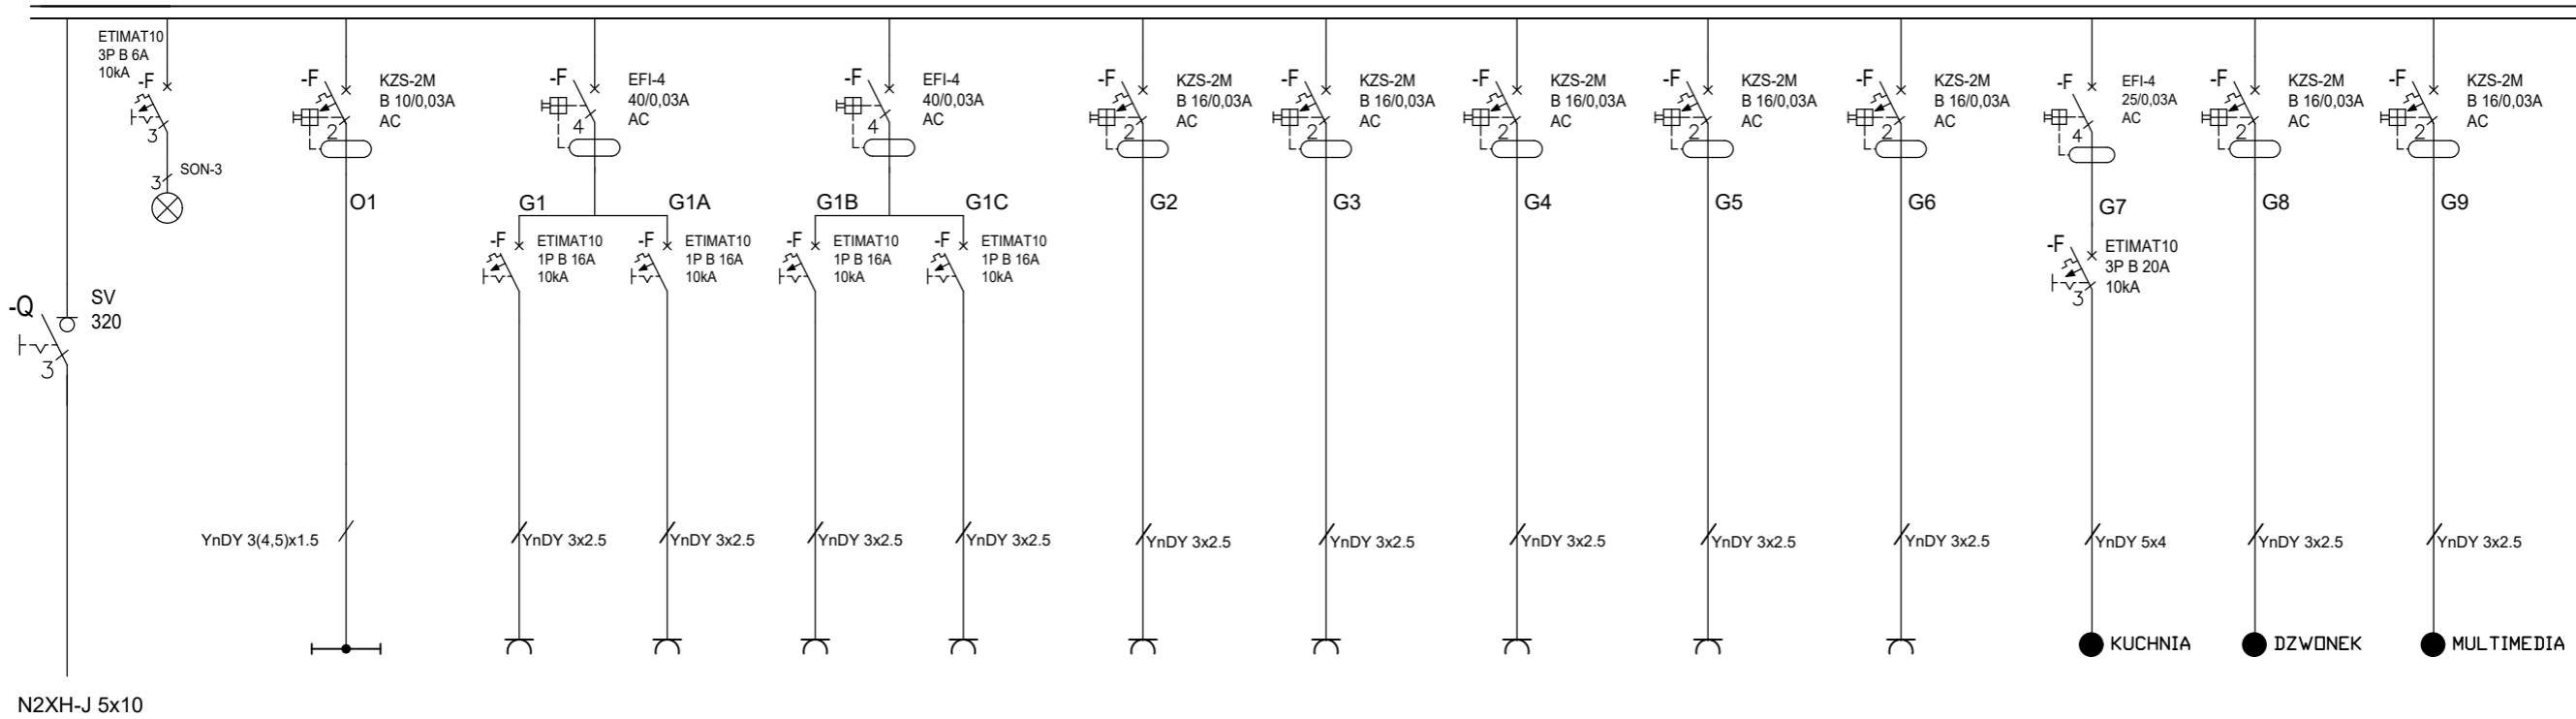 ETIMAT10
3P B 6A
10kA
-F
3
3
SON-3
-Q
SV
320
3
N2XH-J 5x10
-F
KZS-2M
B 10/0,03A
AC
2
O1
YnDY 3(4,5)x1.5
-F
EFI-4
40/0,03A
AC
4
G1
-F
ETIMAT10
1P B 16A
10kA
YnDY 3x2.5
G1A
-F
ETIMAT10
1P B 16A
10kA
YnDY 3x2.5
-F
EFI-4
40/0,03A
AC
4
G1B
-F
ETIMAT10
1P B 16A
10kA
YnDY 3x2.5
G1C
-F
ETIMAT10
1P B 16A
10kA
YnDY 3x2.5
-F
KZS-2M
B 16/0,03A
AC
2
G2
YnDY 3x2.5
-F
KZS-2M
B 16/0,03A
AC
2
G3
YnDY 3x2.5
-F
KZS-2M
B 16/0,03A
AC
2
G4
YnDY 3x2.5
-F
KZS-2M
B 16/0,03A
AC
2
G5
YnDY 3x2.5
-F
KZS-2M
B 16/0,03A
AC
2
G6
YnDY 3x2.5
-F
EFI-4
25/0,03A
AC
4
G7
-F
ETIMAT10
3P B 20A
10kA
3
YnDY 5x4
KUCHNIA
-F
KZS-2M
B 16/0,03A
AC
2
G8
YnDY 3x2.5
DZWONEK
-F
KZS-2M
B 16/0,03A
AC
2
G9
YnDY 3x2.5
MULTIMEDIA